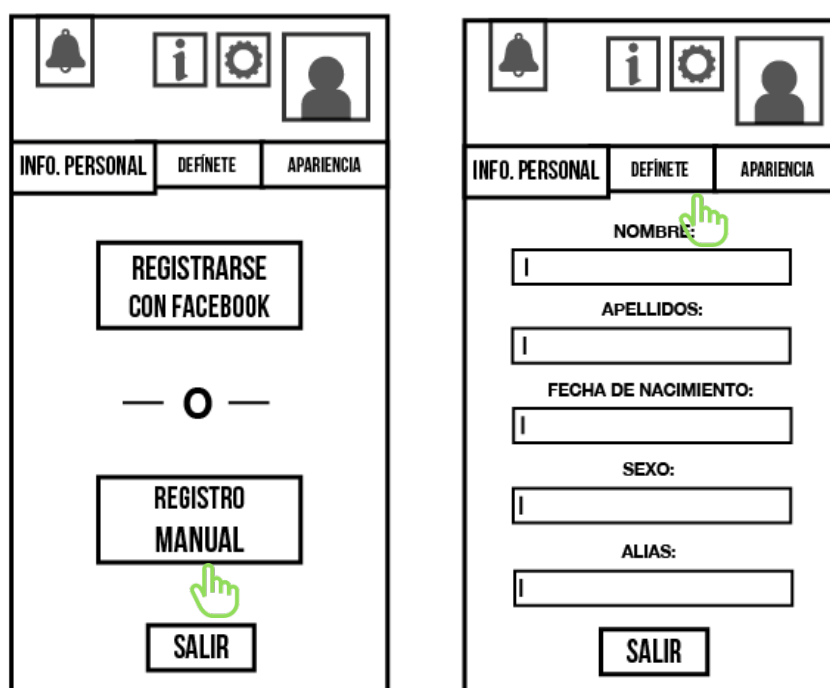 i
INFO. PERSONAL DEFÍNETE APARIENCIA
REGISTRARSE
CON FACEBOOK
— O —
REGISTRO
MANUAL
SALIR
i
INFO. PERSONAL DEFÍNETE APARIENCIA
NOMBRE:
APELLIDOS:
FECHA DE NACIMIENTO:
SEXO:
ALIAS:
SALIR